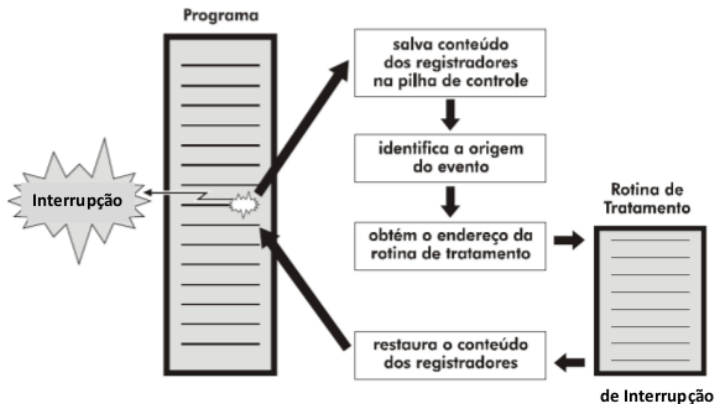 Programa
salva conteúdo
dos registradores
na pilha de controle
identifica a origem
do evento
Interrupção
Rotina de
Tratamento
obtém o endereço da
rotina de tratamento
restaura o conteúdo
dos registradores
de Interrupção